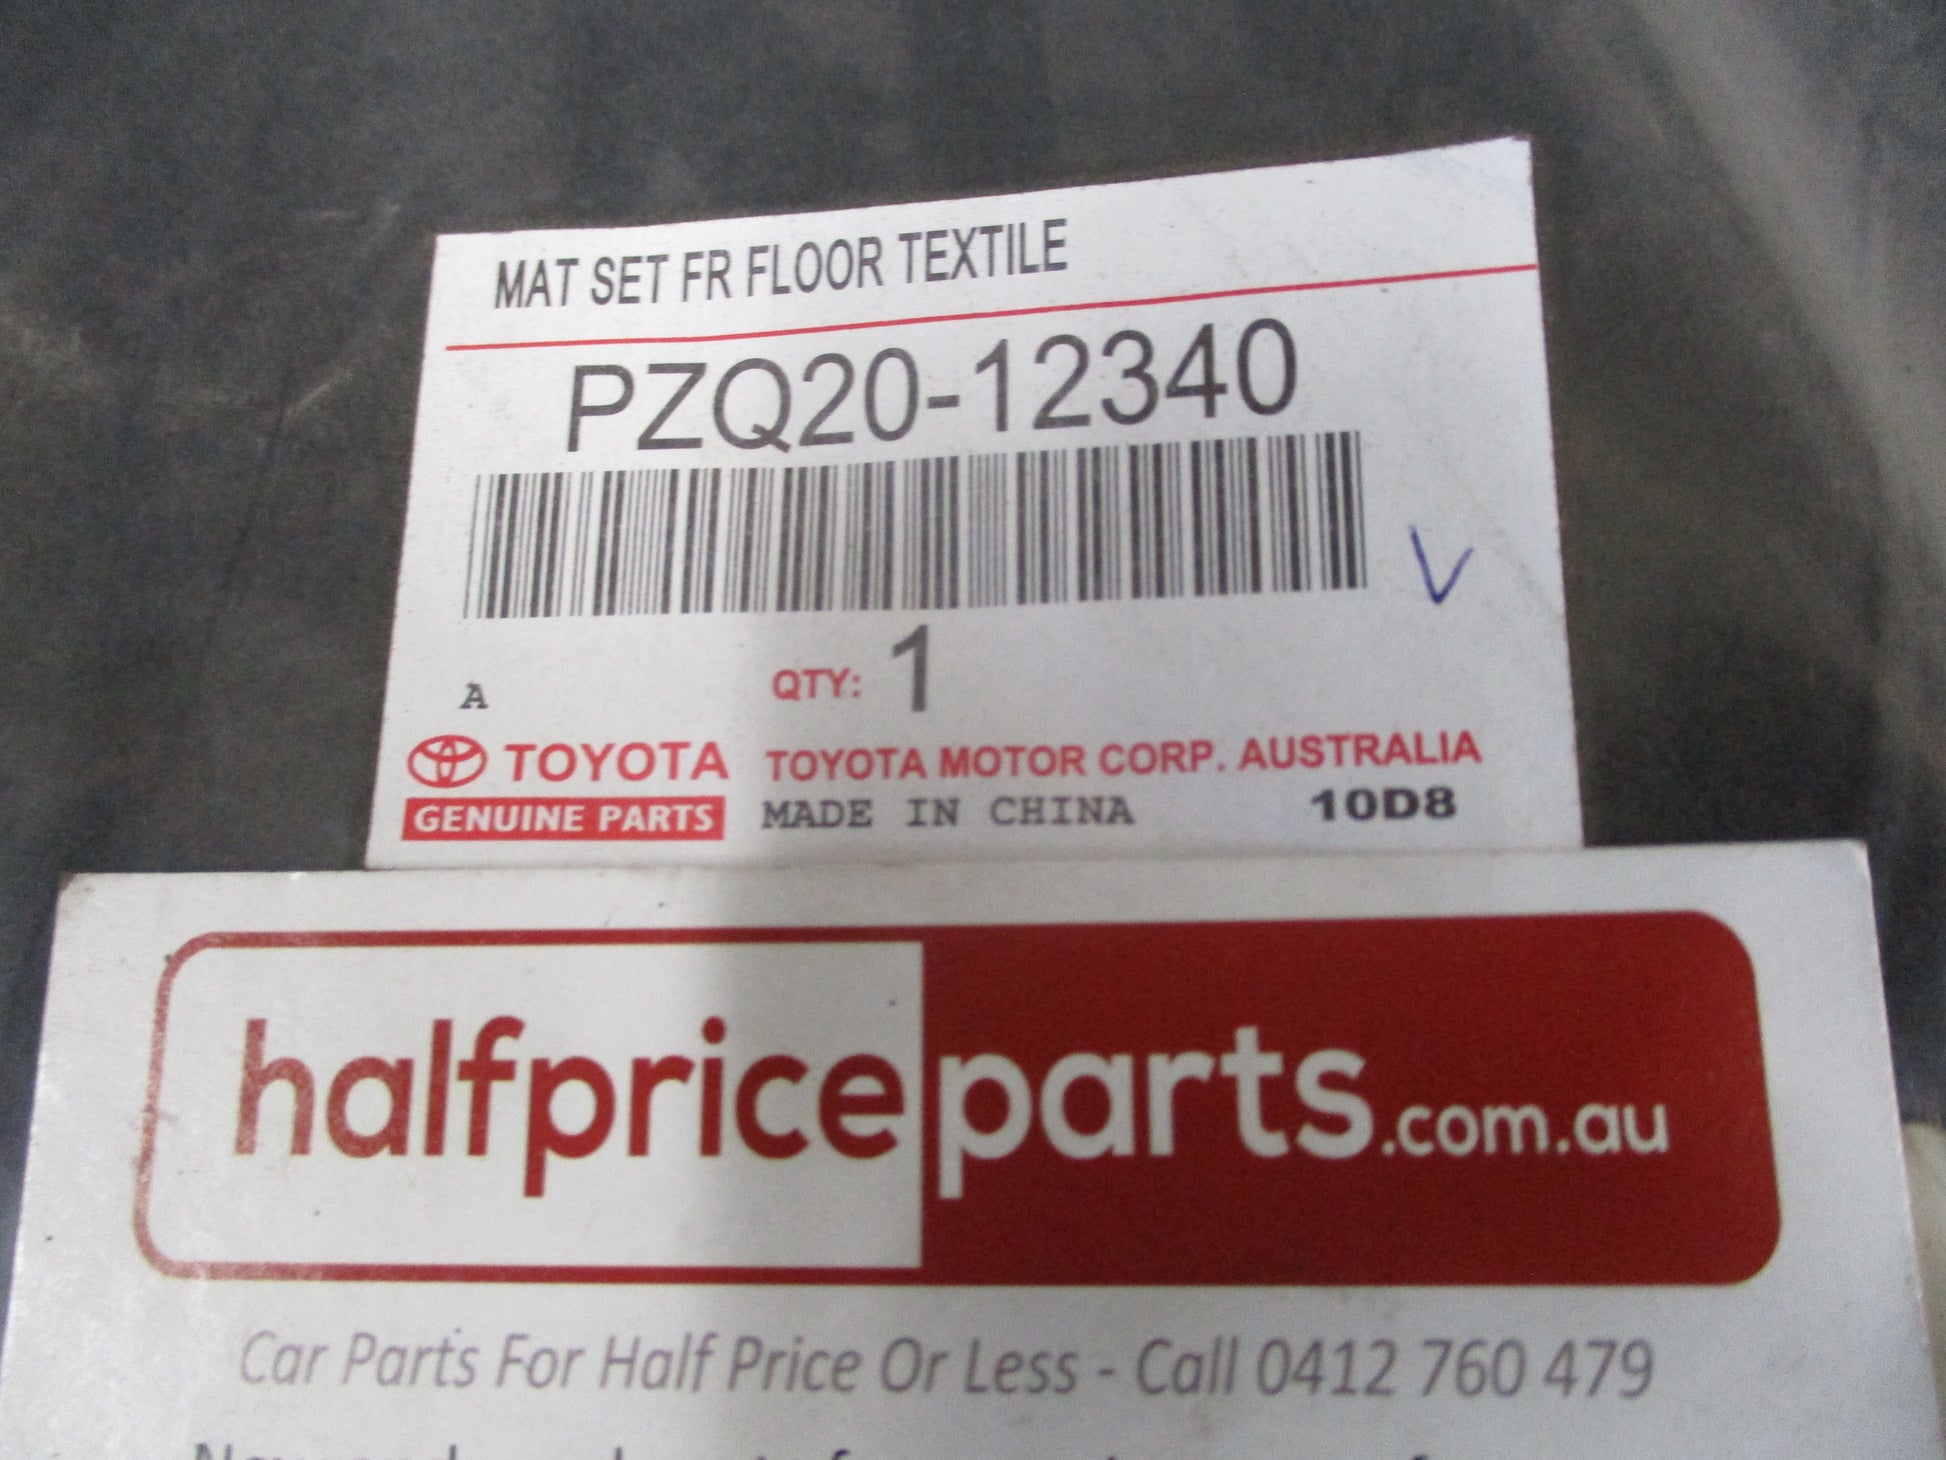 MAT SET FR FLOOR TEXTILE
PZQ20-12340
A QTY: 1
TOYOTA TOYOTA MOTOR CORP. AUSTRALIA
GENUINE PARTS MADE IN CHINA 10D8
halfpriceparts.com.au
Car Parts For Half Price Or Less - Call 0412 760 479